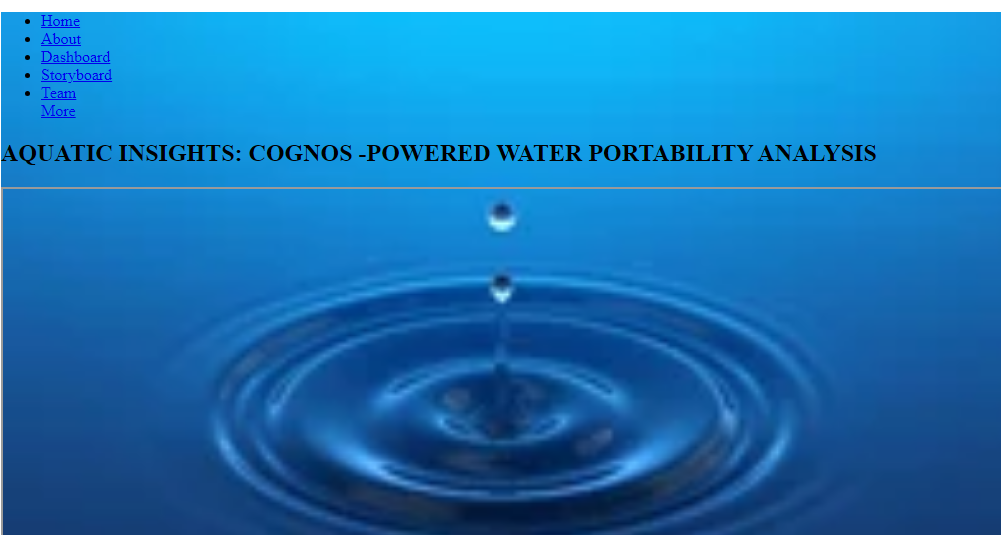 Home
About
Dashboard
Storyboard
Team
More
AQUATIC INSIGHTS: COGNOS -POWERED WATER PORTABILITY ANALYSIS